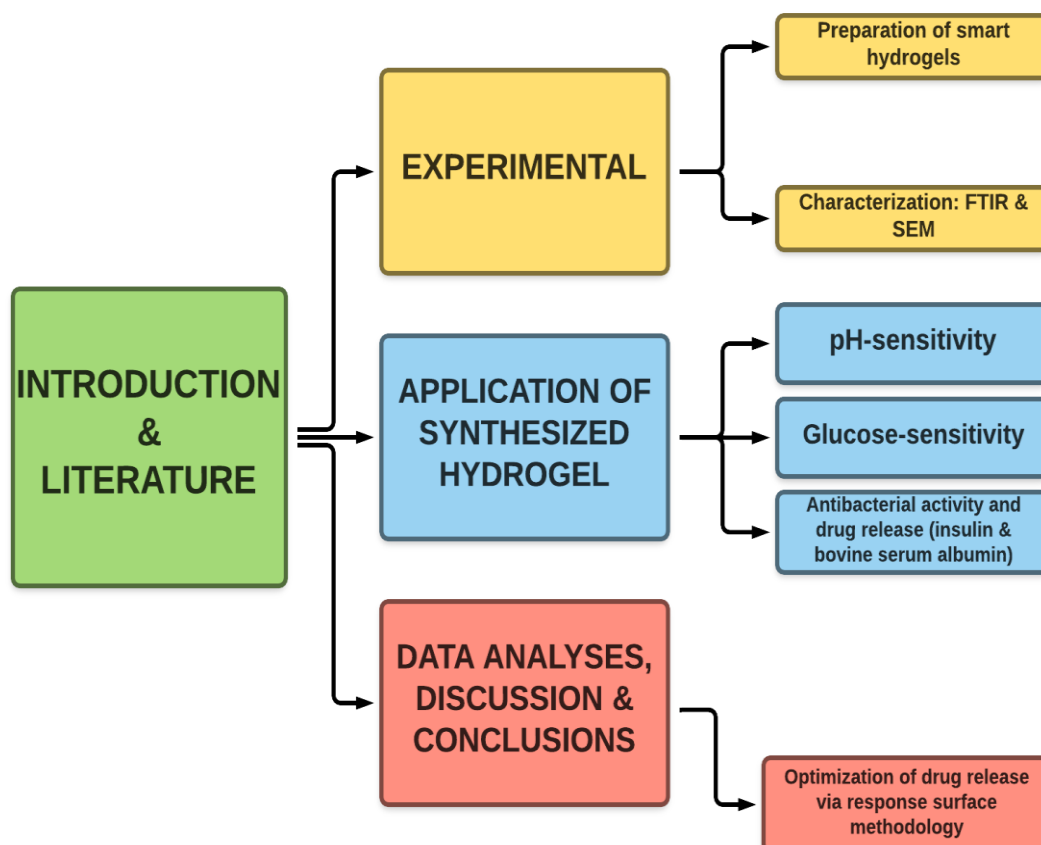 INTRODUCTION
&
LITERATURE
EXPERIMENTAL
Preparation of smart
hydrogels
Characterization: FTIR &
SEM
APPLICATION OF
SYNTHESIZED
HYDROGEL
pH-sensitivity
Glucose-sensitivity
Antibacterial activity and
drug release (insulin &
bovine serum albumin)
DATA ANALYSES,
DISCUSSION &
CONCLUSIONS
Optimization of drug release
via response surface
methodology